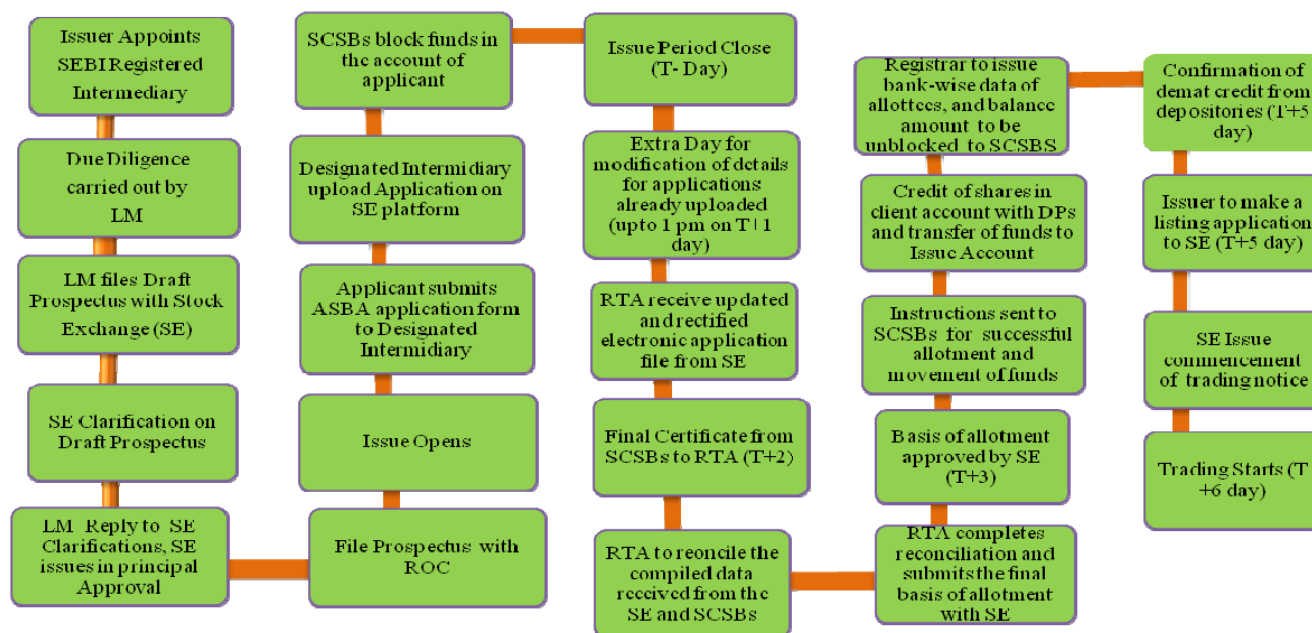 Issuer Appoints
SEBI Registered
Intermediary
Due Diligence
carried out by
LM
LM files Draft
Prospectus with Stock
Exchange (SE)
SE Clarification on
Draft Prospectus
LM Reply to SE
Clarifications, SE
issues in principal
Approval
File Prospectus with
ROC
Issue Opens
Applicant submits
ASBA application form
to Designated
Intermidiary
Designated Intermidiary
upload Application on
SE platform
SCSBs block funds in
the account of
applicant
Issue Period Close
(T- Day)
Extra Day for
modification of details
for applications
already uploaded
(upto 1 pm on T+1
day)
RTA receive updated
and rectified
electronic application
file from SE
Final Certificate from
SCSBs to RTA (T+2)
RTA to reconcile the
compiled data
received from the
SE and SCSBs
RTA completes
reconciliation and
submits the final
basis of allotment
with SE
Basis of allotment
approved by SE
(T+3)
Instructions sent to
SCSBs for successful
allotment and
movement of funds
Credit of shares in
client account with DPs
and transfer of funds to
Issue Account
Registrar to issue
bank-wise data of
allottees, and balance
amount to be
unblocked to SCSBS
Confirmation of
demat credit from
depositories (T+5
day)
Issuer to make a
listing application
to SE (T+5 day)
SE Issue
commencement
of trading notice
Trading Starts (T
+6 day)